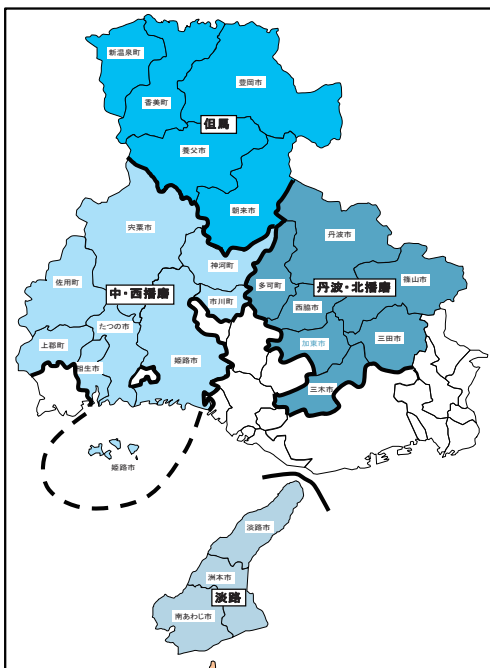 新温泉町
豊岡市
香美町
但馬
養父市
朝来市
宍粟市
丹波市
神河町
佐用町
多可町
篠山市
中・西播磨
丹波・北播磨
市川町
西脇市
たつの市
上郡町
加東市
三田市
相生市
姫路市
三木市
姫路市
淡路市
洲本市
淡路
南あわじ市